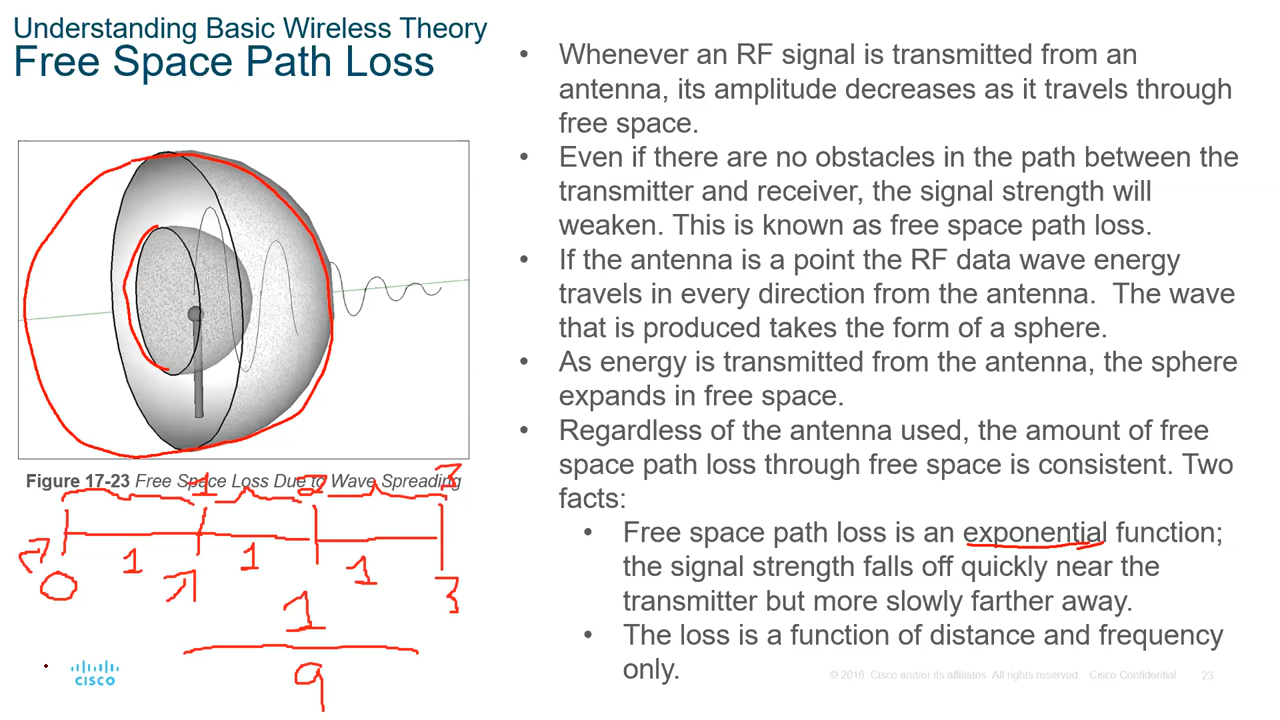 Understanding Basic Wireless Theory
Free Space Path Loss
• Whenever an RF signal is transmitted from an
antenna, its amplitude decreases as it travels through
free space.
• Even if there are no obstacles in the path between the
transmitter and receiver, the signal strength will
weaken. This is known as free space path loss.
• If the antenna is a point the RF data wave energy
travels in every direction from the antenna. The wave
that is produced takes the form of a sphere.
• As energy is transmitted from the antenna, the sphere
expands in free space.
• Regardless of the antenna used, the amount of free
space path loss through free space is consistent. Two
facts:
• Free space path loss is an exponential function;
the signal strength falls off quickly near the
transmitter but more slowly farther away.
• The loss is a function of distance and frequency
only.
Figure 17-23 Free Space Loss Due to Wave Spreading
1 2 3
1 1 1
0 3
1
9
CISCO
© 2016 Cisco and/or its affiliates. All rights reserved. Cisco Confidential 23